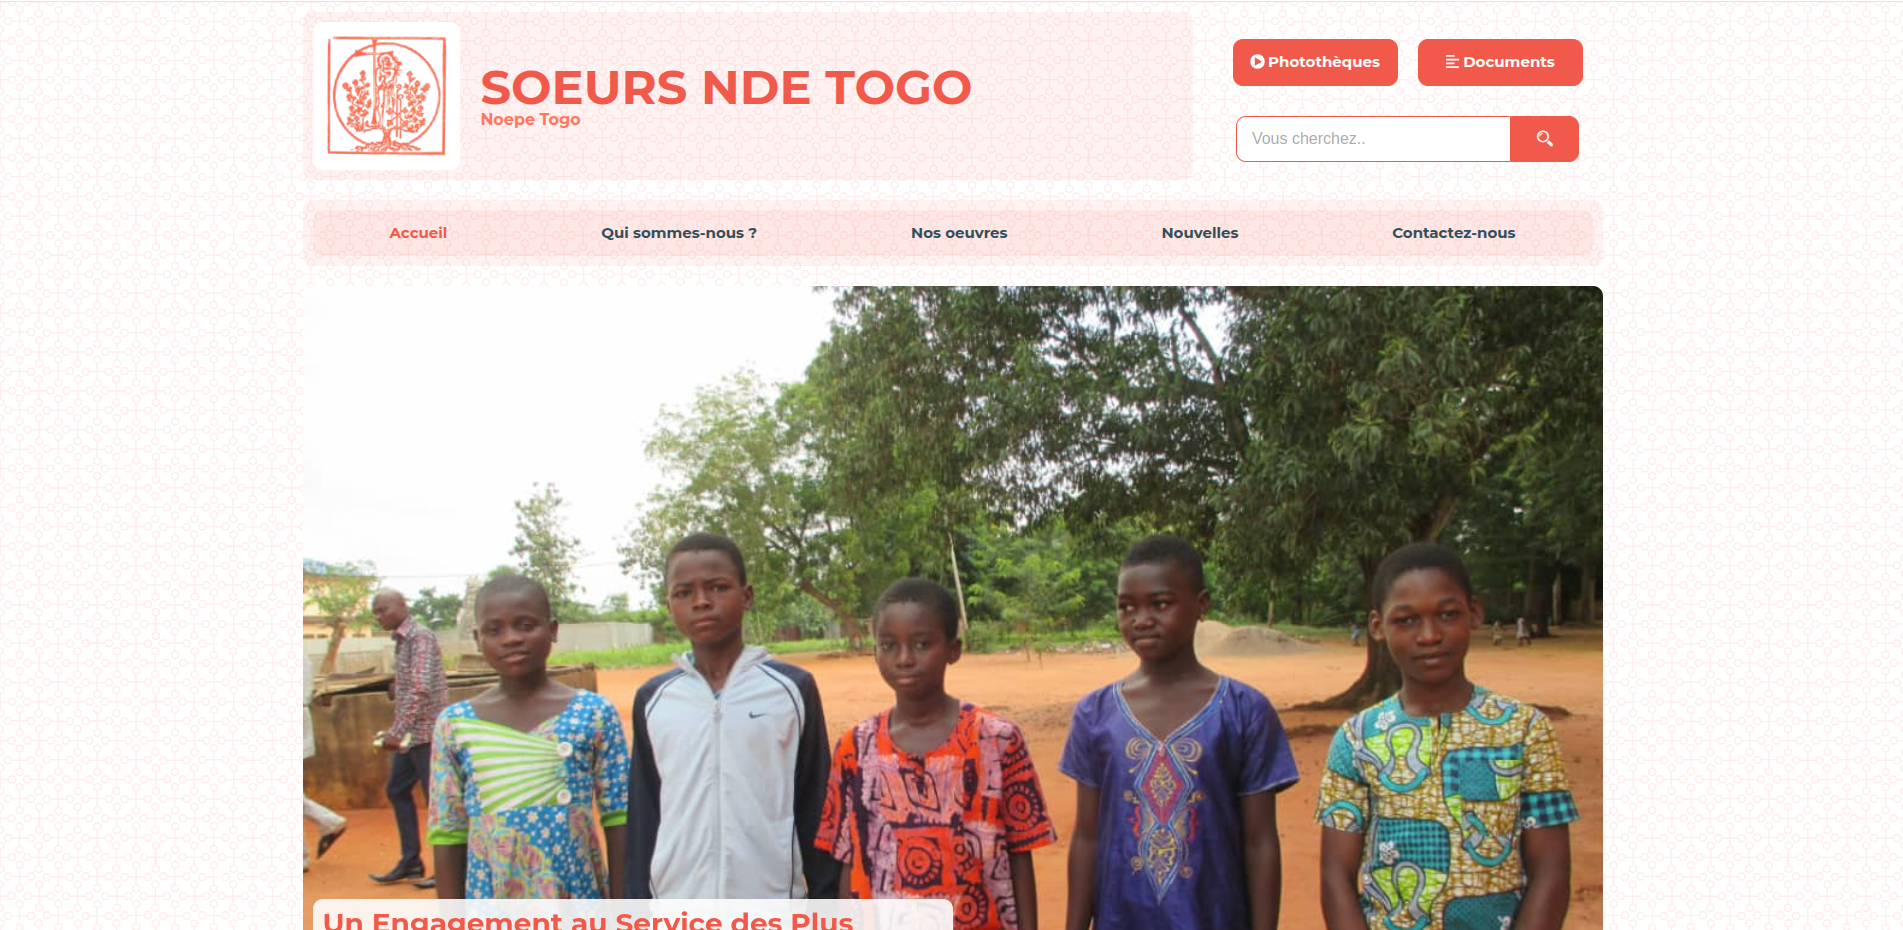 SOEURS NDE TOGO
Noepe Togo
Photothèques
Documents
Vous cherchez..
Accueil
Qui sommes-nous ?
Nos oeuvres
Nouvelles
Contactez-nous
Un Engagement au Service des Plus